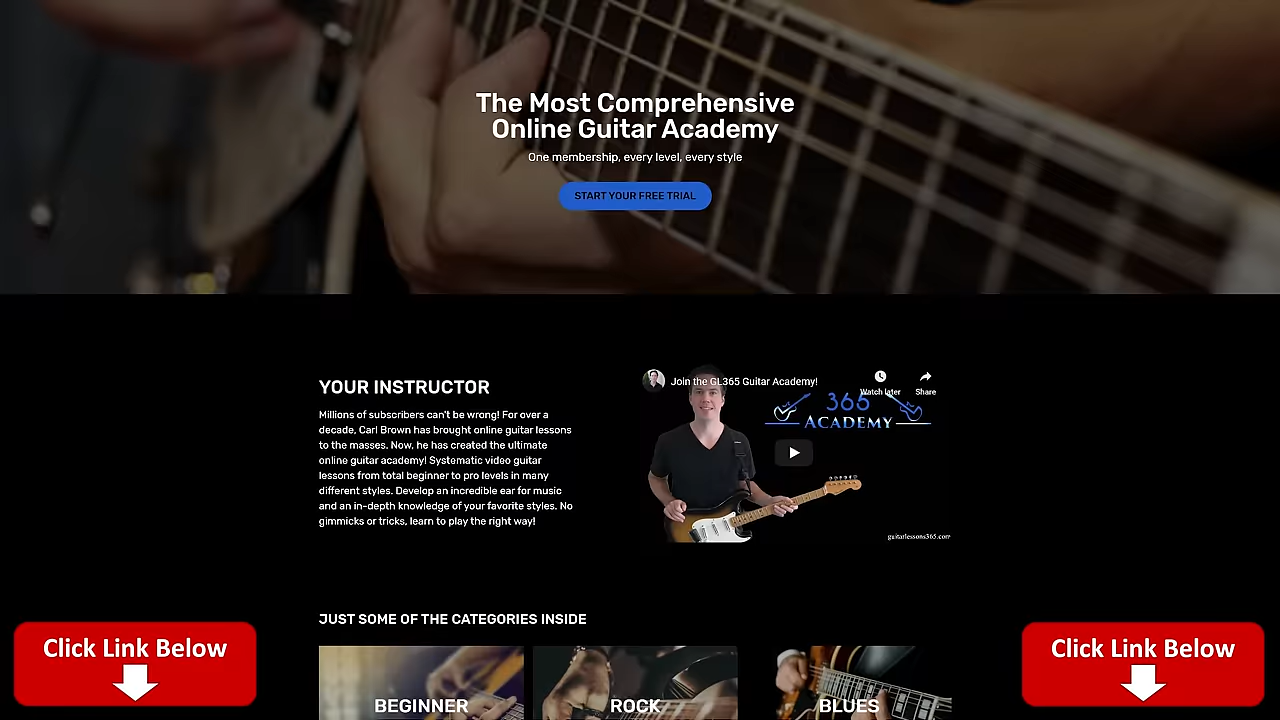 The Most Comprehensive
Online Guitar Academy
One membership, every level, every style
START YOUR FREE TRIAL
YOUR INSTRUCTOR
Millions of subscribers can't be wrong! For over a
decade, Carl Brown has brought online guitar lessons
to the masses. Now, he has created the ultimate
online guitar academy! Systematic video guitar
lessons from total beginner to pro levels in many
different styles. Develop an incredible ear for music
and an in-depth knowledge of your favorite styles. No
gimmicks or tricks, learn to play the right way!
Join the GL365 Guitar Academy!
Watch later
Share
365
ACADEMY
guitarlessons365.com
JUST SOME OF THE CATEGORIES INSIDE
BEGINNER
ROCK
BLUES
Click Link Below
Click Link Below